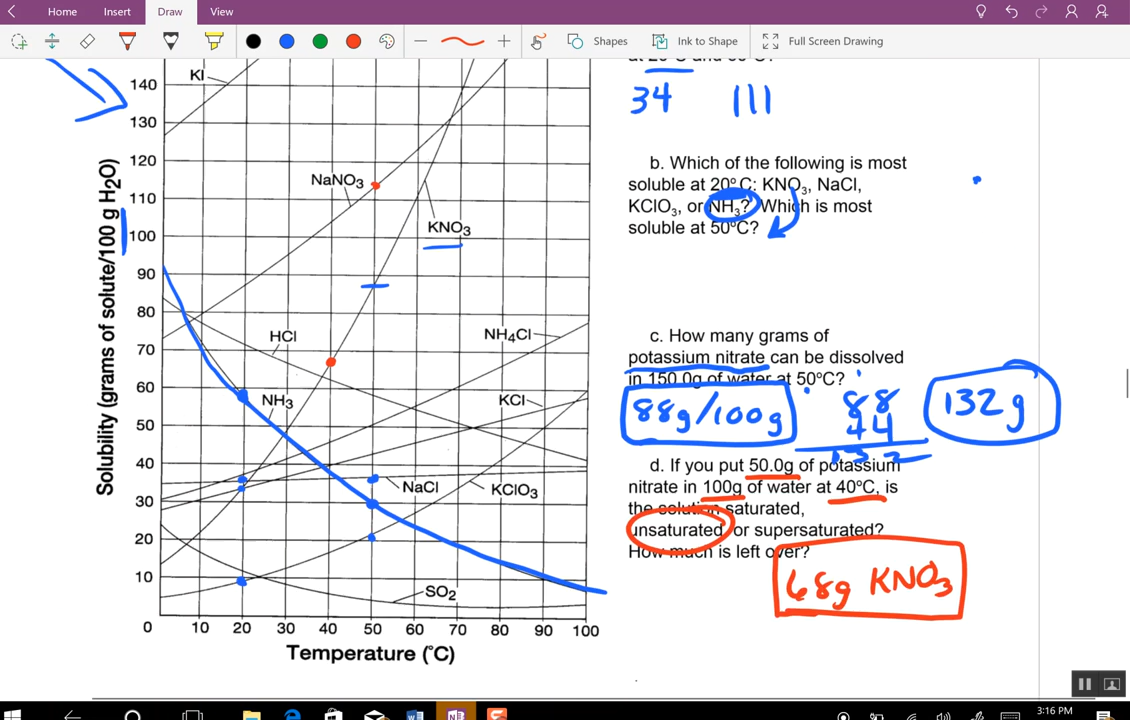 Home Insert Draw View
Shapes Ink to Shape Full Screen Drawing
34 111
Solubility (grams of solute/100 g H2O)
140
130
120
110
100
90
80
70
60
50
40
30
20
10
0 10 20 30 40 50 60 70 80 90 100
Temperature (°C)
KI
NaNO3
KNO3
HCl
NH4Cl
NH3
KCl
NaCl
KClO3
SO2
b. Which of the following is most
soluble at 20°C: KNO3, NaCl,
KClO3, or NH3? Which is most
soluble at 50°C?
c. How many grams of
potassium nitrate can be dissolved
in 150.0g of water at 50°C?
88g/100g
88
+44
132
132g
d. If you put 50.0g of potassium
nitrate in 100g of water at 40°C, is
the solution saturated,
unsaturated, or supersaturated?
How much is left over?
68g KNO3
3:16 PM